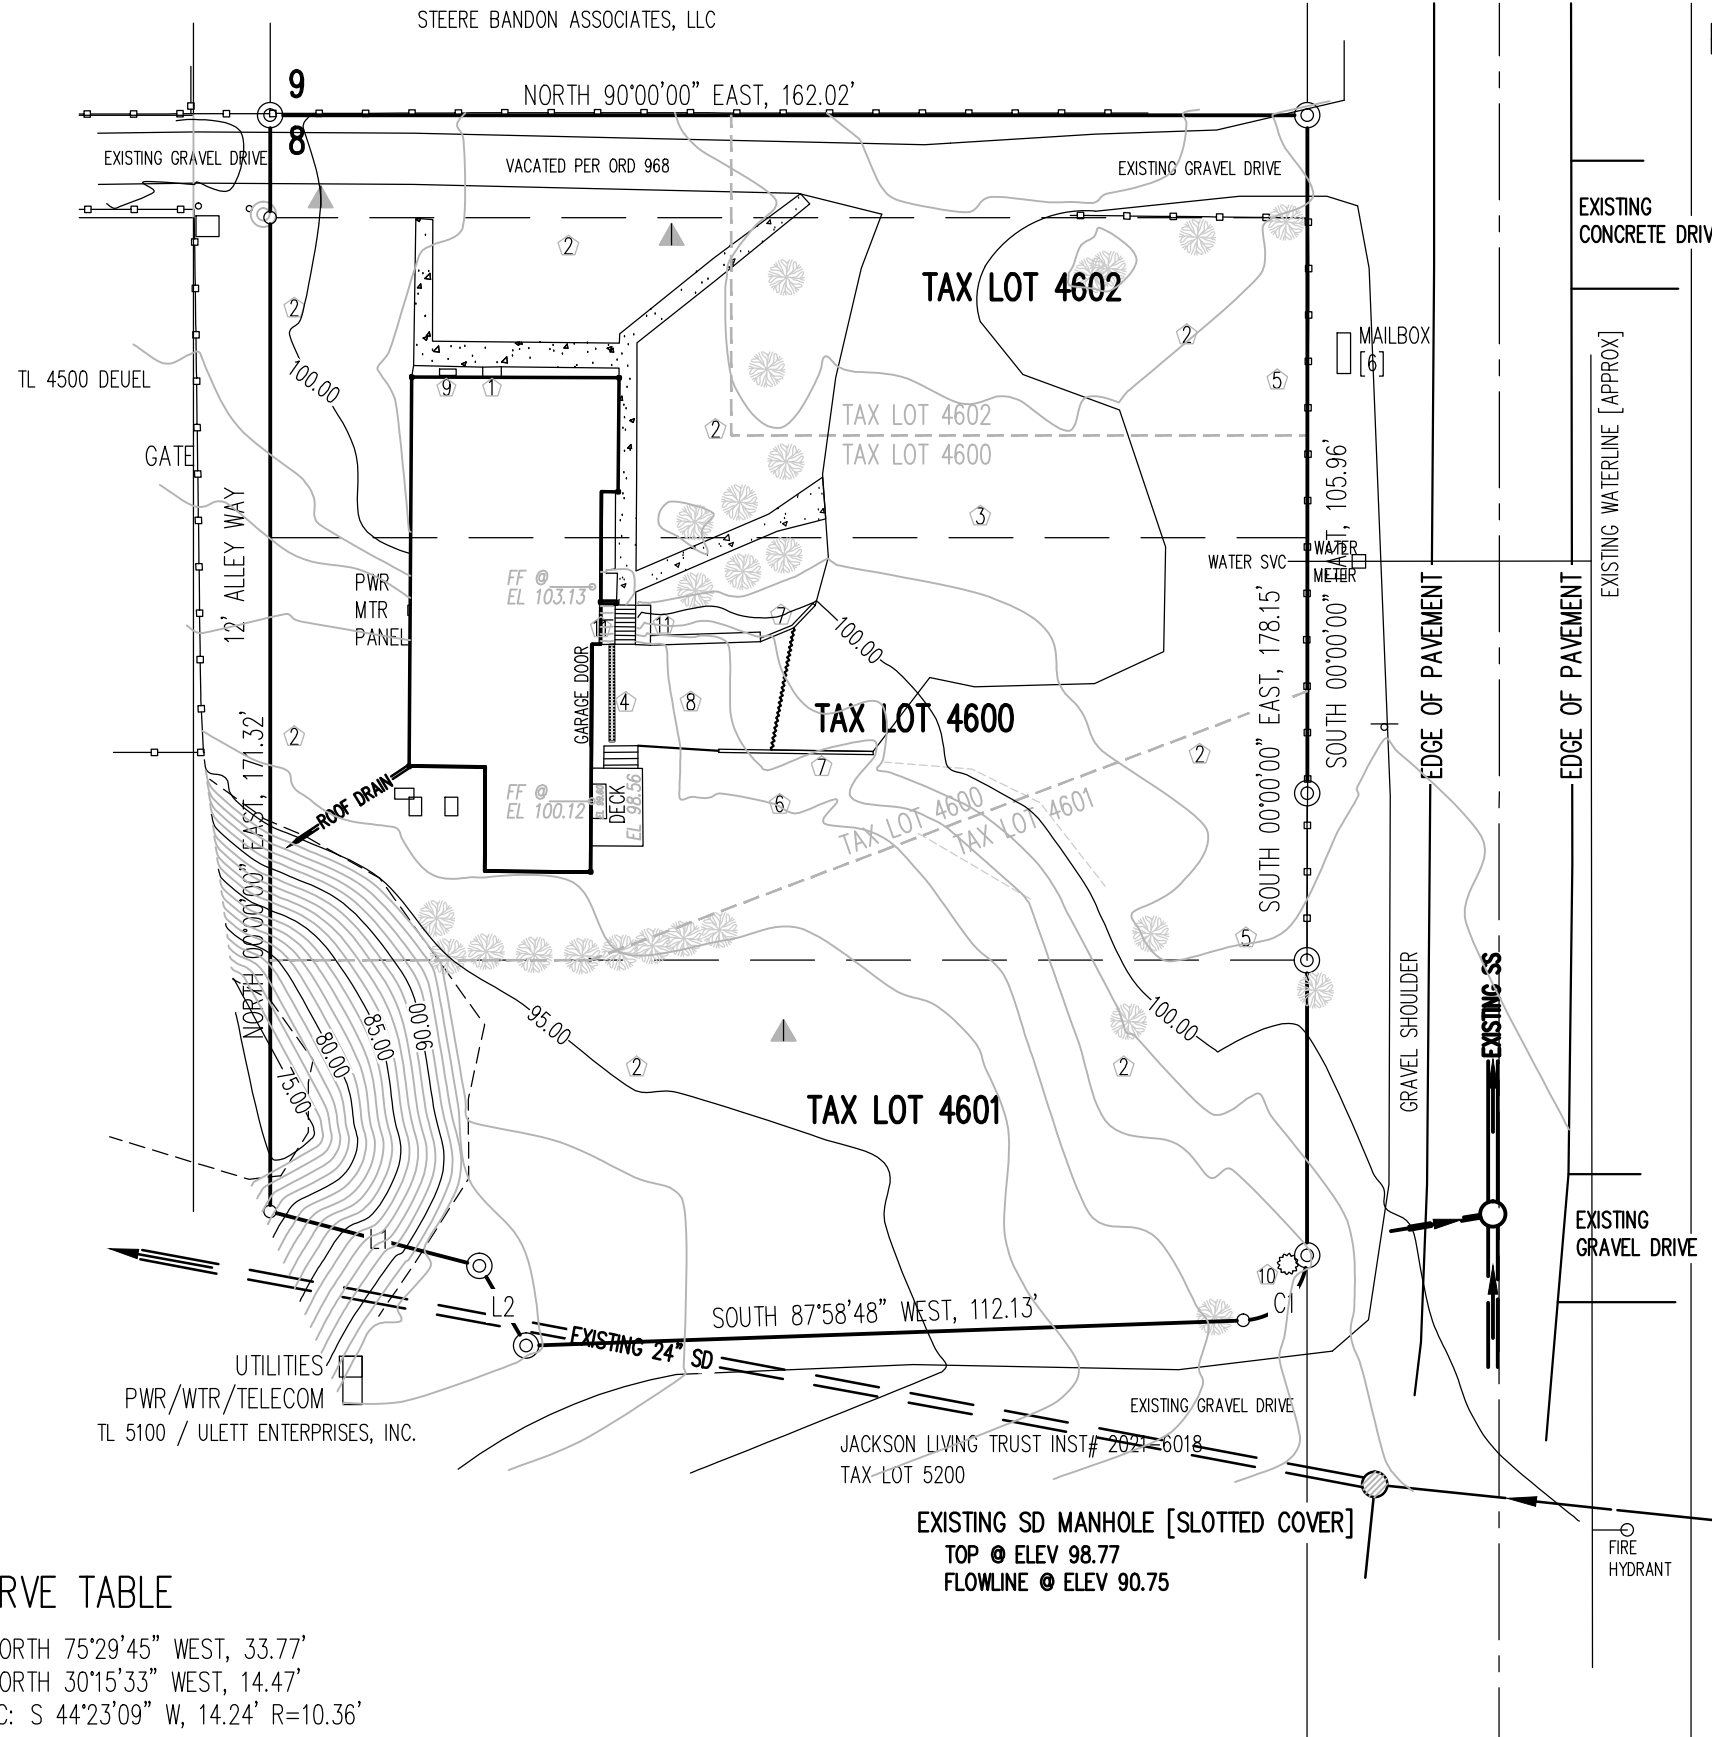 STEERE BANDON ASSOCIATES, LLC
9
NORTH 90°00'00" EAST, 162.02'
8
EXISTING GRAVEL DRIVE
VACATED PER ORD 968
EXISTING GRAVEL DRIVE
EXISTING
CONCRETE DRIV
2
1
TAX LOT 4602
2
2
MAILBOX
[6]
5
TL 4500 DEUEL
100.00
9
1
TAX LOT 4602
2
TAX LOT 4600
GATE
12' ALLEY WAY
3
SOUTH 00°00'00" EAST, 105.96'
EXISTING WATERLINE [APPROX]
WATER SVC
WATER
METER
PWR
MTR
PANEL
FF @
EL 103.13
11
7
100.00
SOUTH 00°00'00" EAST, 178.15'
EDGE OF PAVEMENT
EDGE OF PAVEMENT
GARAGE DOOR
4
8
TAX LOT 4600
2
2
7
NORTH 00°00'00" EAST, 171.32'
ROOF DRAIN
FF @
EL 100.12
DECK
EL 98.56
6
TAX LOT 4600
TAX LOT 4601
5
GRAVEL SHOULDER
EXISTING SS
90.00
85.00
80.00
75.00
95.00
100.00
1
2
2
TAX LOT 4601
L1
L2
SOUTH 87°58'48" WEST, 112.13'
10
C1
EXISTING
GRAVEL DRIVE
EXISTING 24" SD
UTILITIES
PWR/WTR/TELECOM
TL 5100 / ULETT ENTERPRISES, INC.
EXISTING GRAVEL DRIVE
JACKSON LIVING TRUST INST# 2021-6018
TAX LOT 5200
EXISTING SD MANHOLE [SLOTTED COVER]
TOP @ ELEV 98.77
FLOWLINE @ ELEV 90.75
FIRE
HYDRANT
RVE TABLE
ORTH 75°29'45" WEST, 33.77'
ORTH 30°15'33" WEST, 14.47'
C: S 44°23'09" W, 14.24' R=10.36'